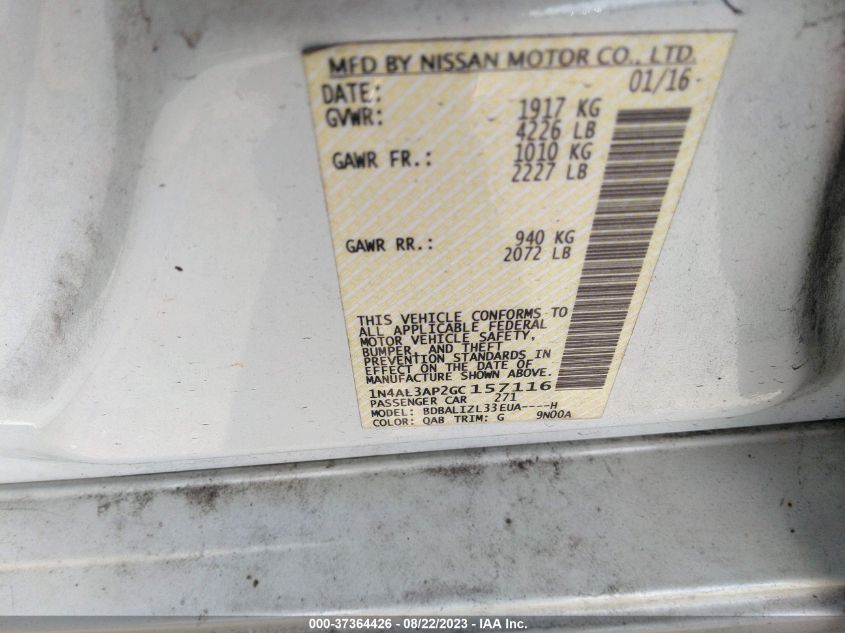 MFD BY NISSAN MOTOR CO., LTD.
DATE: 01/16
GVWR: 1917 KG
4226 LB
GAWR FR.: 1010 KG
2227 LB
GAWR RR.: 940 KG
2072 LB
THIS VEHICLE CONFORMS TO
ALL APPLICABLE FEDERAL
MOTOR VEHICLE SAFETY,
BUMPER, AND THEFT
PREVENTION STANDARDS IN
EFFECT ON THE DATE OF
MANUFACTURE SHOWN ABOVE.
1N4AL3AP2GC157116
PASSENGER CAR 271
MODEL: BDBALIZL33EUA----H
COLOR: QAB TRIM: G 9N00A
000-37364426 - 08/22/2023 - IAA Inc.